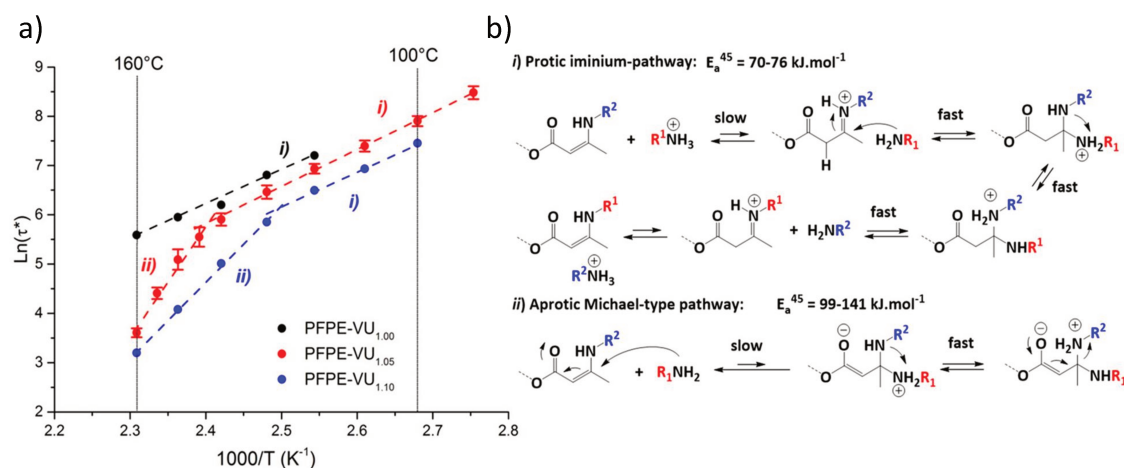 a)
160°C
100°C
9
8
7
6
5
4
3
2
Ln(τ*)
i)
i)
i)
ii)
ii)
PFPE-VU1.00
PFPE-VU1.05
PFPE-VU1.10
2.2 2.3 2.4 2.5 2.6 2.7 2.8
1000/T (K-1)
b)
i) Protic iminium-pathway: Ea45 = 70-76 kJ.mol-1
O O HN R2 + R1NH3 ⊕ slow O O H H N ⊕ R2 H2NR1 fast O O HN R2 NH2R1 ⊕
fast
O O HN R1 R2NH3 ⊕ O O H N ⊕ R1 + H2NR2 fast O O H2N ⊕ R2 NHR1
ii) Aprotic Michael-type pathway: Ea45 = 99-141 kJ.mol-1
O O HN R2 + R1NH2 slow O ⊖ O HN R2 NH2R1 ⊕ fast O ⊖ O H2N ⊕ R2 NHR1